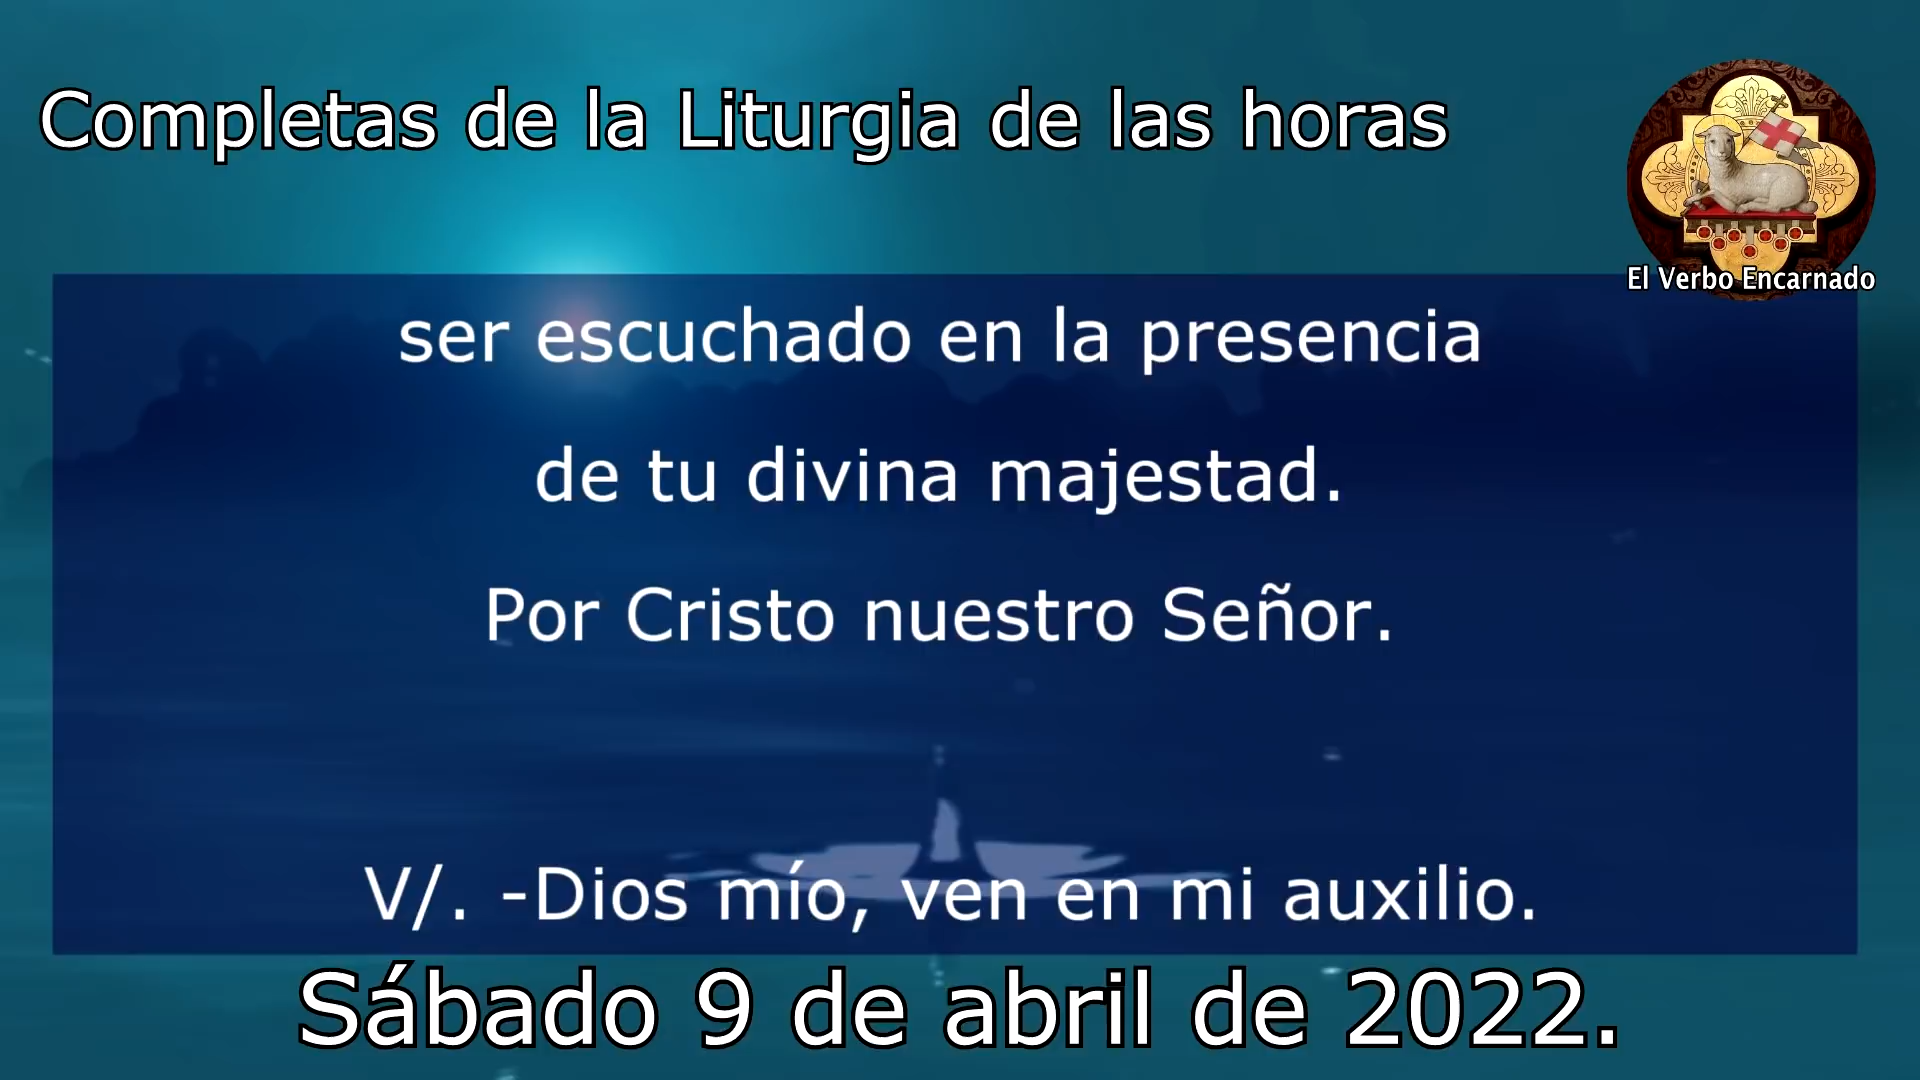 Completas de la Liturgia de las horas
El Verbo Encarnado
ser escuchado en la presencia
de tu divina majestad.
Por Cristo nuestro Señor.
V/. -Dios mío, ven en mi auxilio.
Sábado 9 de abril de 2022.